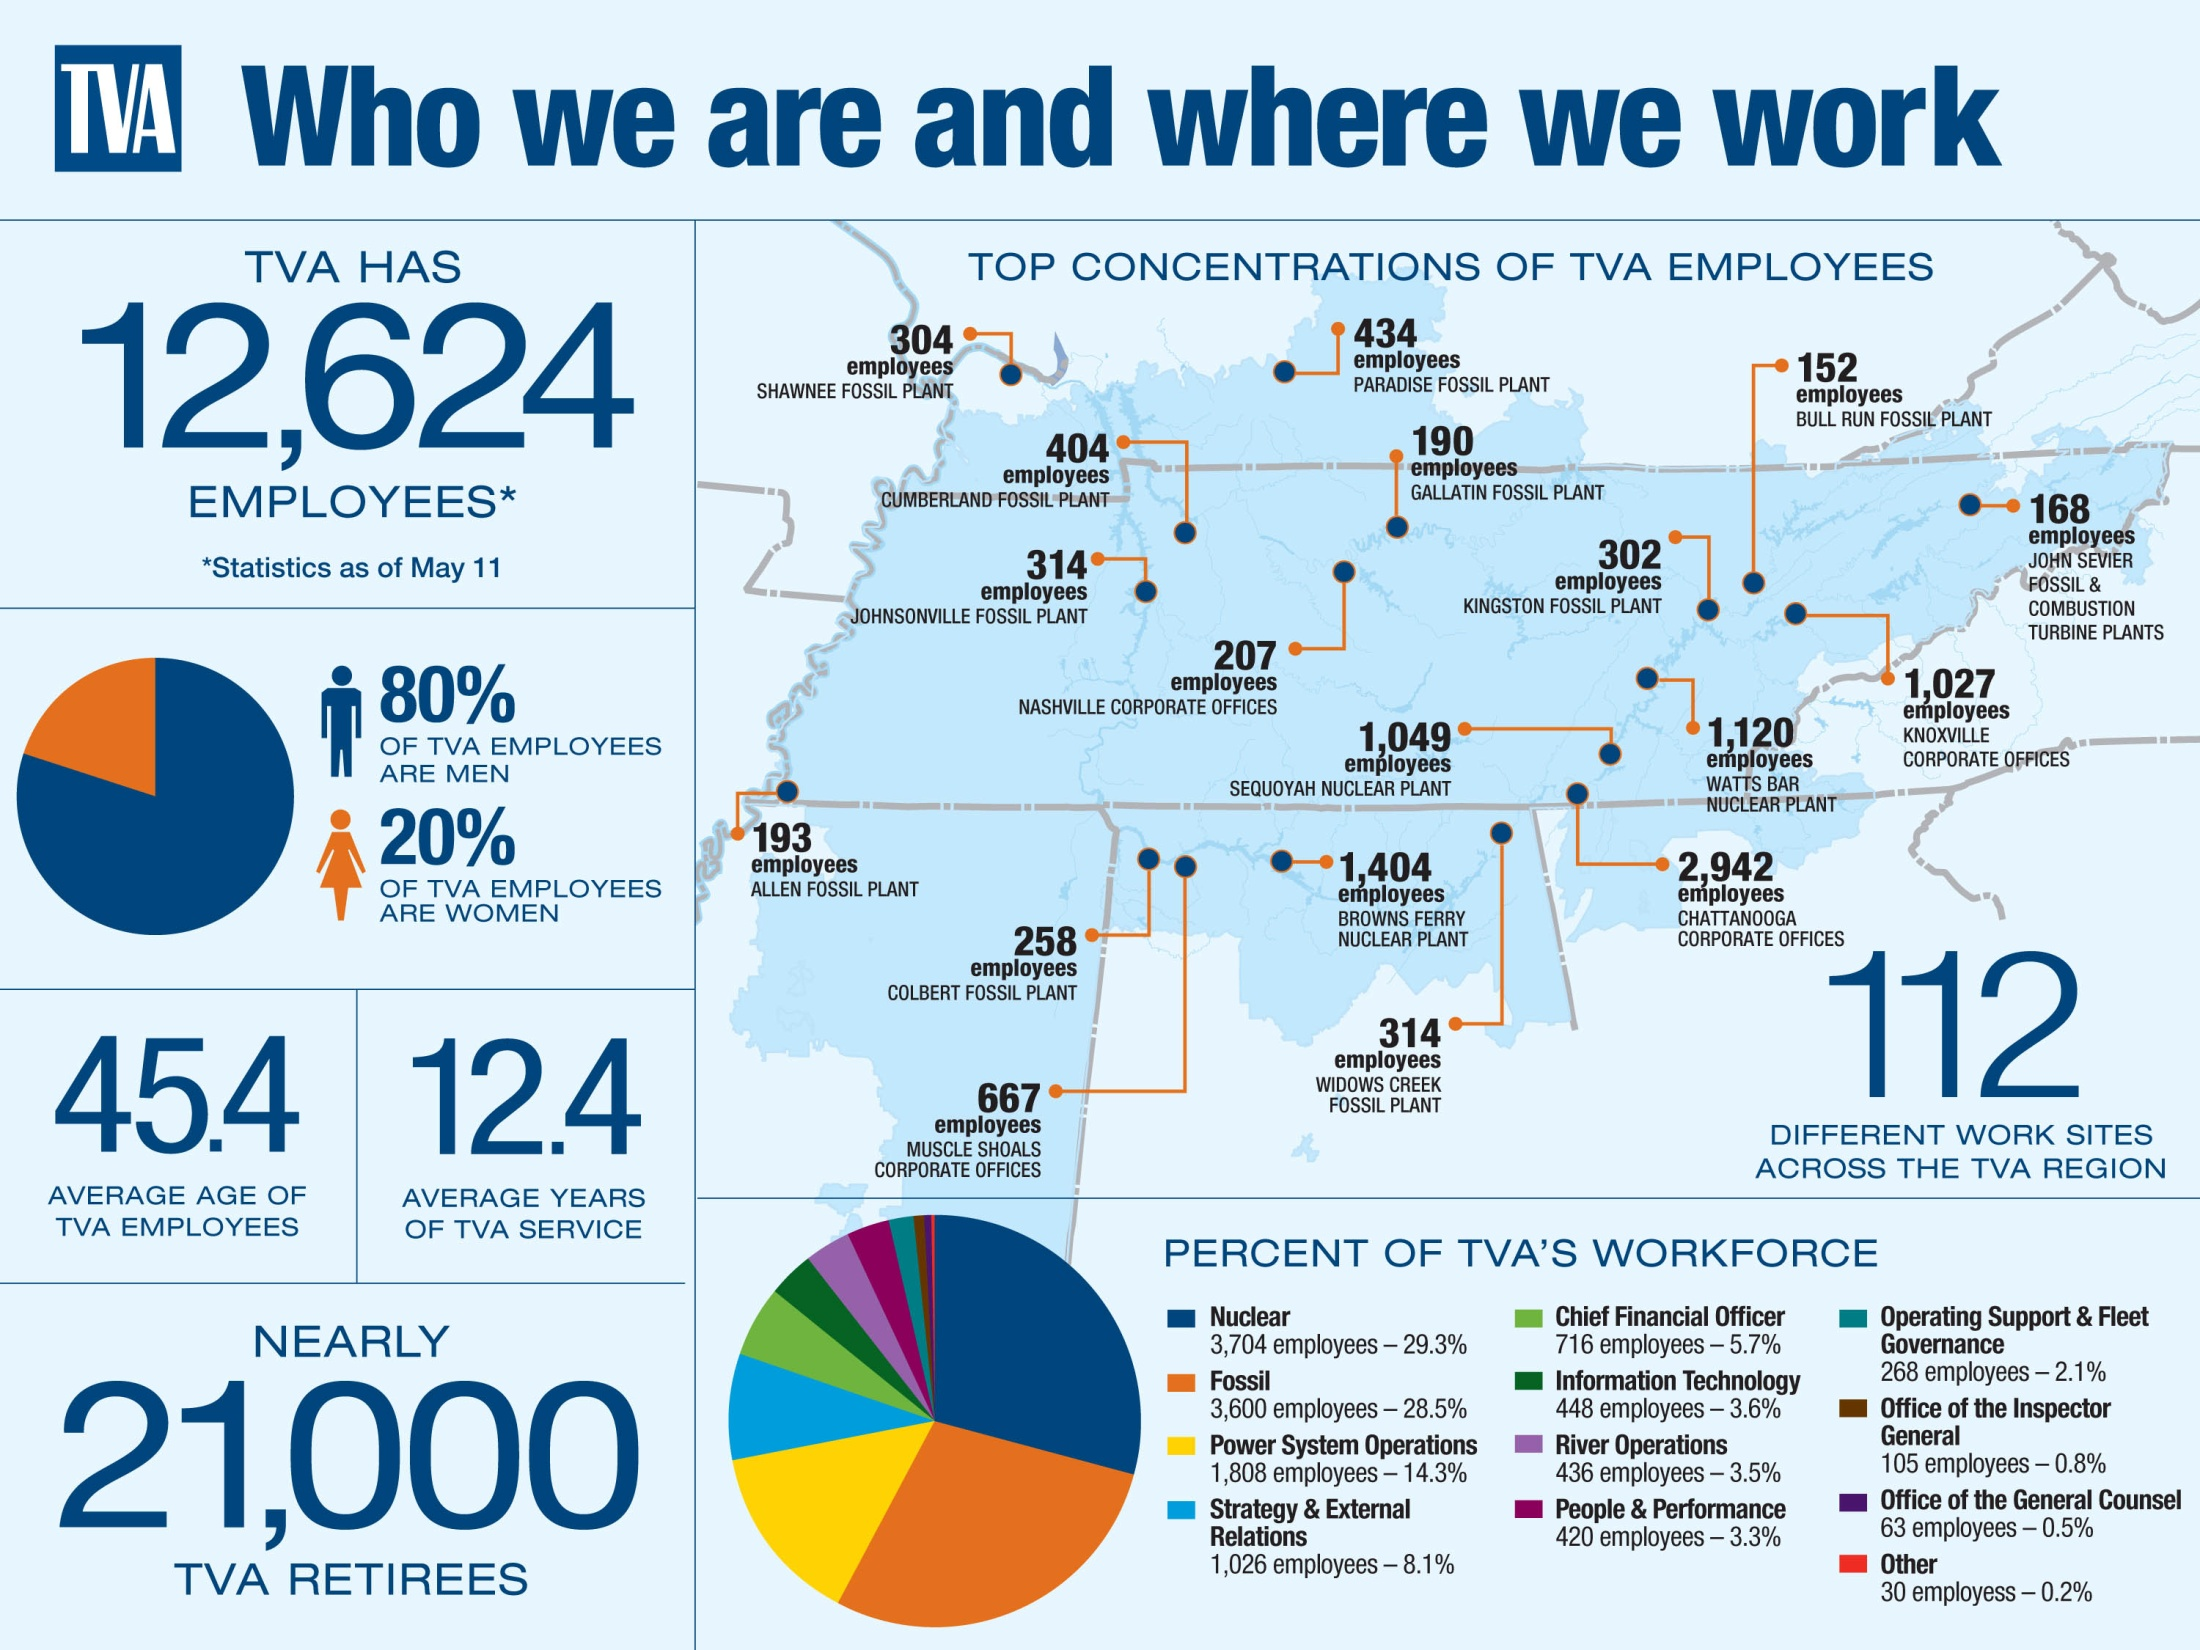 TVA
Who we are and where we work
TVA HAS
12,624
EMPLOYEES*
*Statistics as of May 11
80%
OF TVA EMPLOYEES
ARE MEN
20%
OF TVA EMPLOYEES
ARE WOMEN
45.4
AVERAGE AGE OF
TVA EMPLOYEES
12.4
AVERAGE YEARS
OF TVA SERVICE
NEARLY
21,000
TVA RETIREES
TOP CONCENTRATIONS OF TVA EMPLOYEES
304
employees
SHAWNEE FOSSIL PLANT
434
employees
PARADISE FOSSIL PLANT
152
employees
BULL RUN FOSSIL PLANT
404
employees
CUMBERLAND FOSSIL PLANT
190
employees
GALLATIN FOSSIL PLANT
168
employees
JOHN SEVIER
FOSSIL &
COMBUSTION
TURBINE PLANTS
314
employees
JOHNSONVILLE FOSSIL PLANT
302
employees
KINGSTON FOSSIL PLANT
207
employees
NASHVILLE CORPORATE OFFICES
1,027
employees
KNOXVILLE
CORPORATE OFFICES
1,049
employees
SEQUOYAH NUCLEAR PLANT
1,120
employees
WATTS BAR
NUCLEAR PLANT
193
employees
ALLEN FOSSIL PLANT
1,404
employees
BROWNS FERRY
NUCLEAR PLANT
2,942
employees
CHATTANOOGA
CORPORATE OFFICES
258
employees
COLBERT FOSSIL PLANT
314
employees
WIDOWS CREEK
FOSSIL PLANT
667
employees
MUSCLE SHOALS
CORPORATE OFFICES
112
DIFFERENT WORK SITES
ACROSS THE TVA REGION
PERCENT OF TVA'S WORKFORCE
Nuclear
3,704 employees – 29.3%
Fossil
3,600 employees – 28.5%
Power System Operations
1,808 employees – 14.3%
Strategy & External
Relations
1,026 employees – 8.1%
Chief Financial Officer
716 employees – 5.7%
Information Technology
448 employees – 3.6%
River Operations
436 employees – 3.5%
People & Performance
420 employees – 3.3%
Operating Support & Fleet
Governance
268 employees – 2.1%
Office of the Inspector
General
105 employees – 0.8%
Office of the General Counsel
63 employees – 0.5%
Other
30 employess – 0.2%